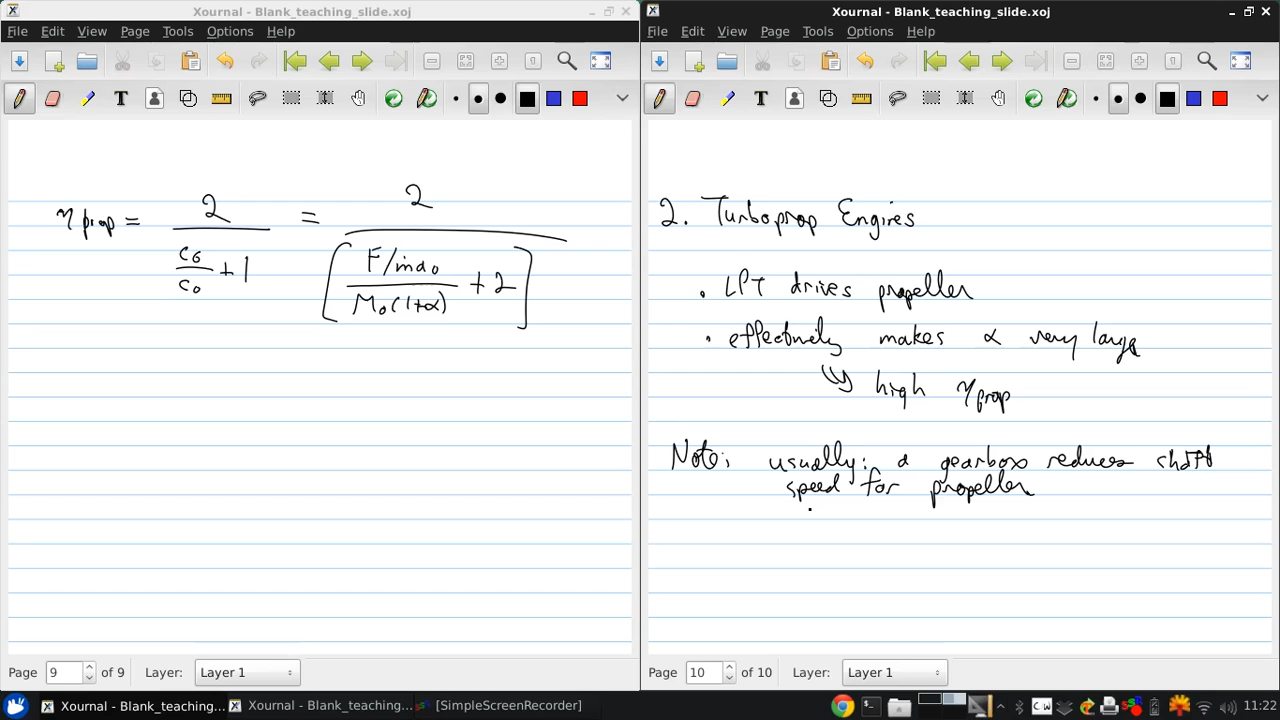 Xournal - Blank_teaching_slide.xoj
File Edit View Page Tools Options Help
η prop = 2 / (c6/c0 + 1) = 2 / [ (F/ṁa0) / (M0(1+α)) + 2 ]
Page 9 of 9 Layer: Layer 1
Xournal - Blank_teaching_slide.xoj
File Edit View Page Tools Options Help
2. Turboprop Engines
. LPT drives propeller
. effectively makes α very large
↳ high ηprop
Note: usually: a gearbox reduces shaft
speed for propeller
Page 10 of 10 Layer: Layer 1
Xournal - Blank_teaching_... Xournal - Blank_teaching_... [SimpleScreenRecorder] 11:22